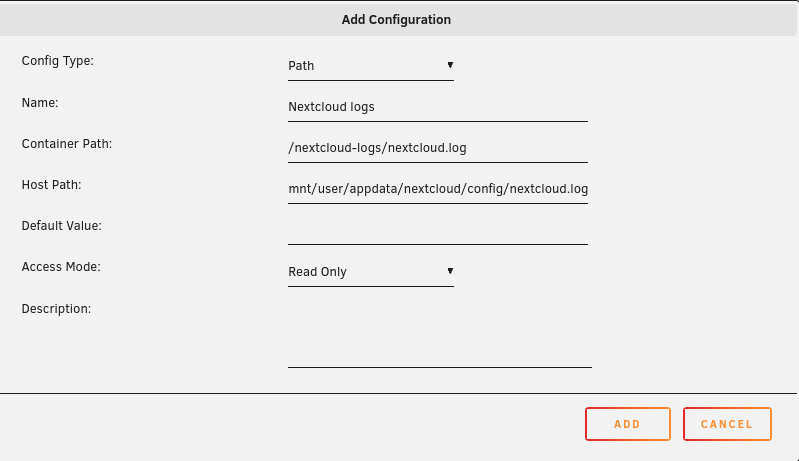 Add Configuration
Config Type: Path
Name: Nextcloud logs
Container Path: /nextcloud-logs/nextcloud.log
Host Path: mnt/user/appdata/nextcloud/config/nextcloud.log
Default Value:
Access Mode: Read Only
Description:
ADD CANCEL